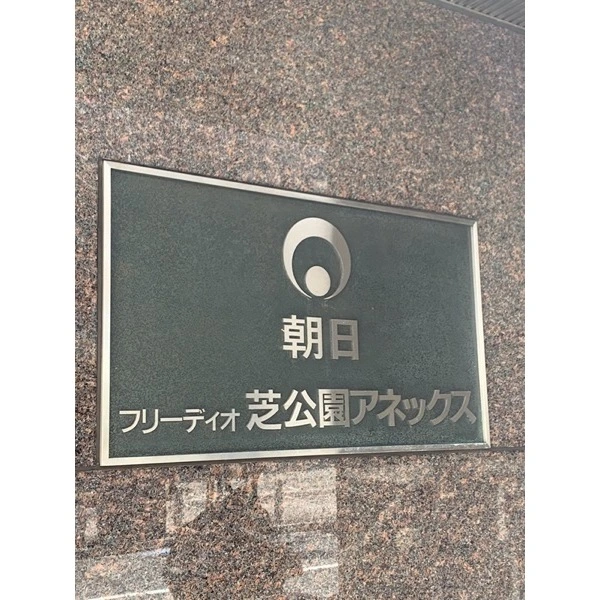 朝日
フリーディオ 芝公園アネックス